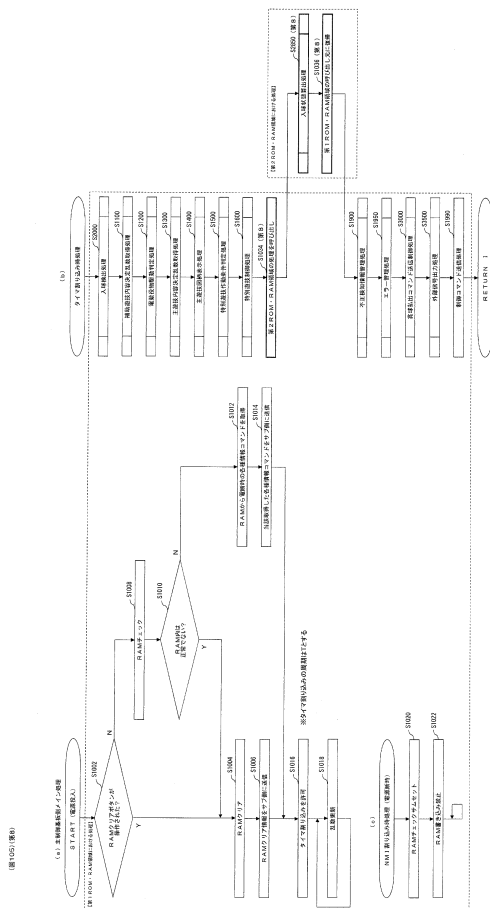 (図105)(第8)
(a)主制御基板側メイン処理
START(電源投入)
【第1ROM・RAM領域における処理】
S1002
RAMクリアボタンが
操作された?
N
Y
S1008
RAMチェック
S1010
RAM内は
正常でない?
N
Y
S1004
RAMクリア
S1006
RAMクリア情報をサブ側に送信
S1012
RAMから電断時の各種情報コマンドを取得
S1014
当該取得した各種情報コマンドをサブ側に送信
S1016
タイマ割り込みを許可
※タイマ割り込みの周期はTとする
S1018
乱数更新
(c)
NMI割り込み時処理(電源断時)
S1020
RAMチェックサムセット
S1022
RAM書き込み禁止
(b)
タイマ割り込み時処理
S2000
入球検出処理
S1100
補助遊技内容決定乱数取得処理
S1200
電動役物駆動判定処理
S1300
主遊技内容決定乱数取得処理
S1400
主遊技図柄表示処理
S1500
特別遊技作動条件判定処理
S1600
特別遊技制御処理
S1034(第8)
第2ROM・RAM領域の処理を呼び出し
【第2ROM・RAM領域における処理】
S2850(第8)
入球状態算出処理
S1036(第8)
第1ROM・RAM領域の呼び出し元に復帰
S1900
不正検知情報管理処理
S1950
エラー管理処理
S3000
賞球払出コマンド送信制御処理
S3500
外部信号出力処理
S1990
制御コマンド送信処理
RETURN I